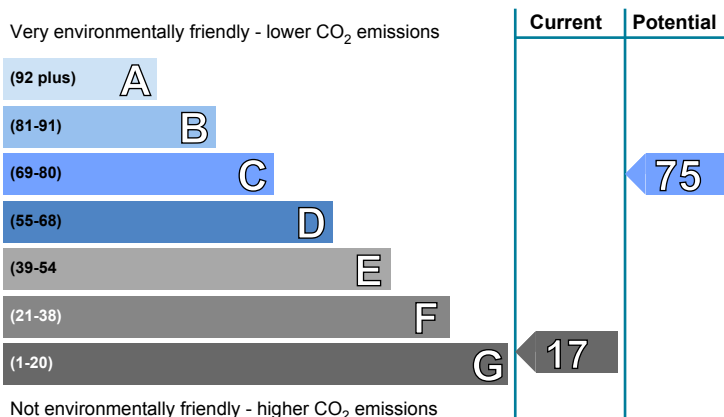 Current Potential
Very environmentally friendly - lower CO2 emissions
(92 plus) A
(81-91) B
(69-80) C 75
(55-68) D
(39-54 E
(21-38) F
(1-20) G 17
Not environmentally friendly - higher CO2 emissions